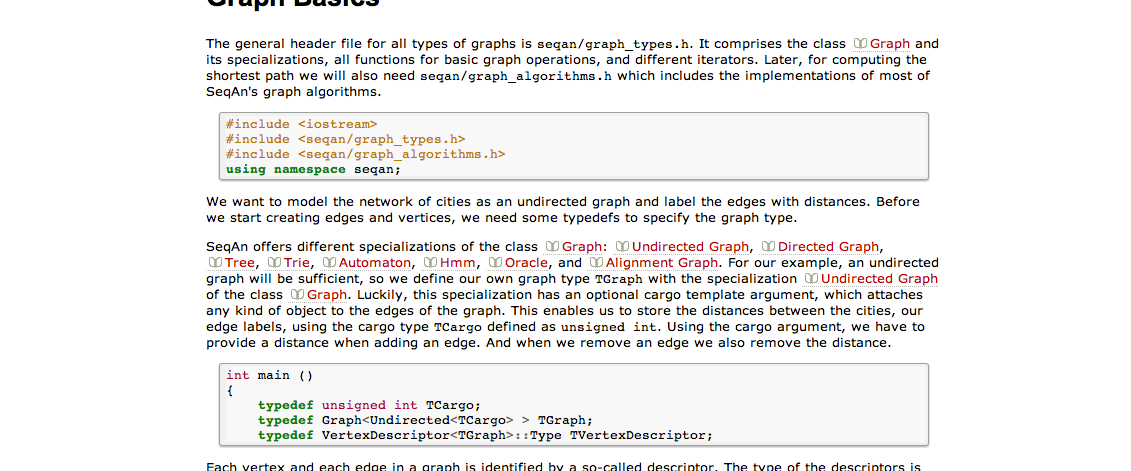 Graph Basics
The general header file for all types of graphs is seqan/graph_types.h. It comprises the class Graph and
its specializations, all functions for basic graph operations, and different iterators. Later, for computing the
shortest path we will also need seqan/graph_algorithms.h which includes the implementations of most of
SeqAn's graph algorithms.
#include <iostream>
#include <seqan/graph_types.h>
#include <seqan/graph_algorithms.h>
using namespace seqan;
We want to model the network of cities as an undirected graph and label the edges with distances. Before
we start creating edges and vertices, we need some typedefs to specify the graph type.
SeqAn offers different specializations of the class Graph: Undirected Graph, Directed Graph,
Tree, Trie, Automaton, Hmm, Oracle, and Alignment Graph. For our example, an undirected
graph will be sufficient, so we define our own graph type TGraph with the specialization Undirected Graph
of the class Graph. Luckily, this specialization has an optional cargo template argument, which attaches
any kind of object to the edges of the graph. This enables us to store the distances between the cities, our
edge labels, using the cargo type TCargo defined as unsigned int. Using the cargo argument, we have to
provide a distance when adding an edge. And when we remove an edge we also remove the distance.
int main ()
{
    typedef unsigned int TCargo;
    typedef Graph<Undirected<TCargo> > TGraph;
    typedef VertexDescriptor<TGraph>::Type TVertexDescriptor;
Each vertex and each edge in a graph is identified by a so-called descriptor. The type of the descriptors is